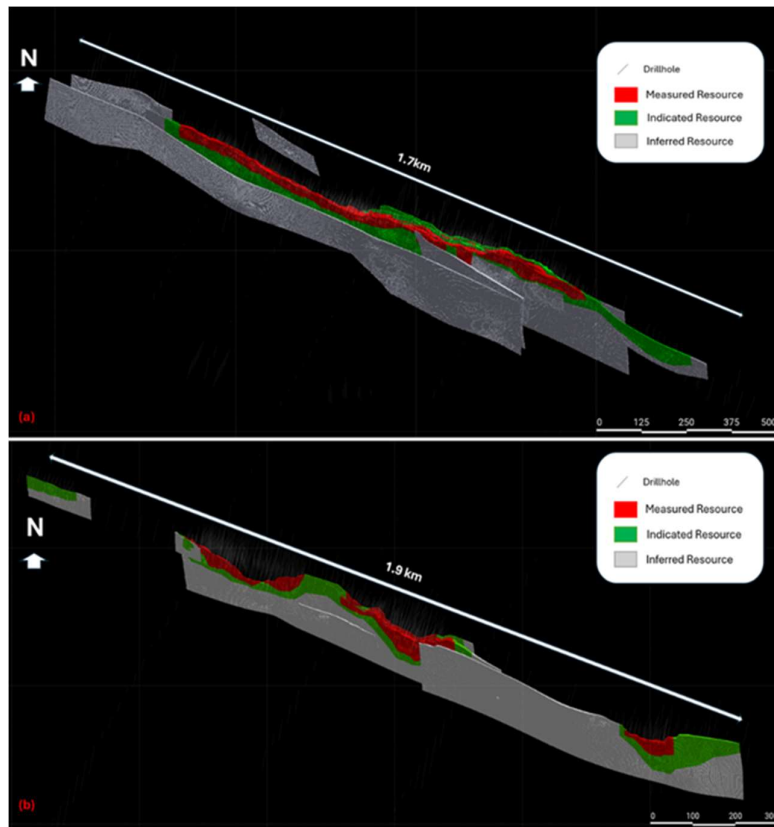 N
Drillhole
Measured Resource
Indicated Resource
Inferred Resource
1.7km
(a)
0 125 250 375 500
N
Drillhole
Measured Resource
Indicated Resource
Inferred Resource
1.9 km
(b)
0 100 200